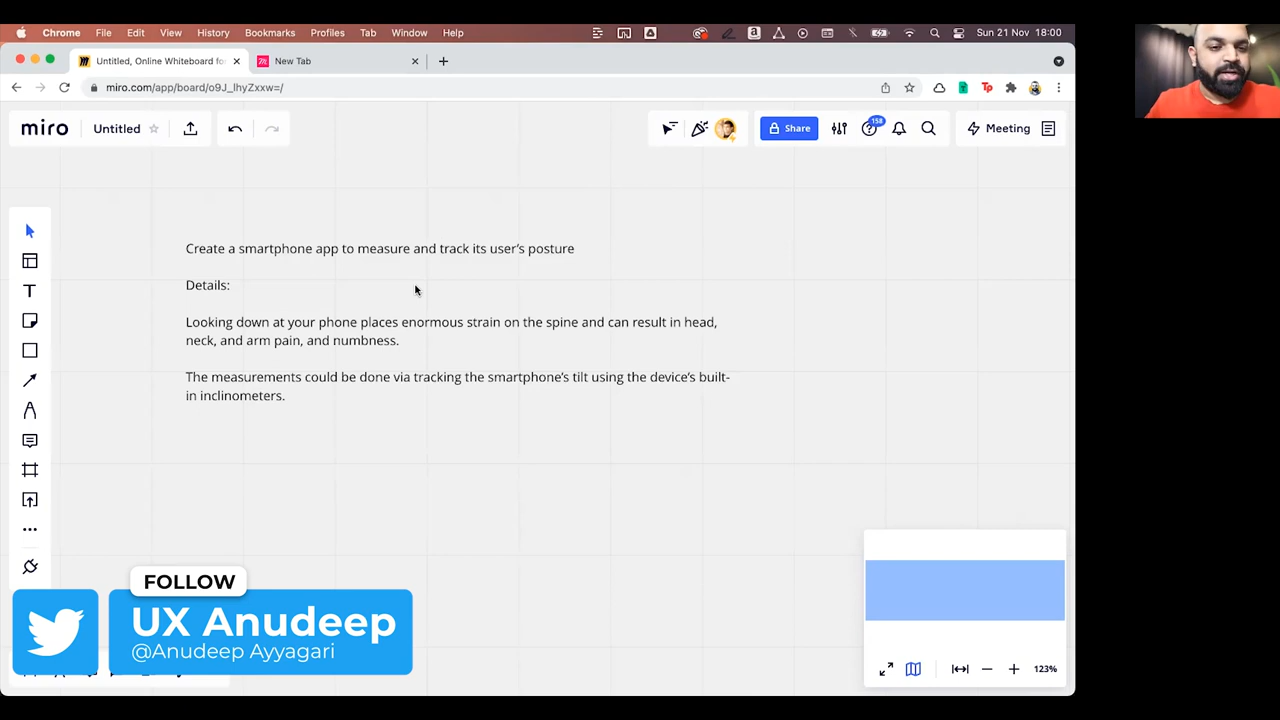 Chrome File Edit View History Bookmarks Profiles Tab Window Help Sun 21 Nov 18:00
Untitled, Online Whiteboard fo New Tab
miro.com/app/board/o9J_lhyZxxw=/
miro Untitled Share 158 Meeting
Create a smartphone app to measure and track its user's posture
Details:
Looking down at your phone places enormous strain on the spine and can result in head,
neck, and arm pain, and numbness.
The measurements could be done via tracking the smartphone's tilt using the device's built-
in inclinometers.
FOLLOW
UX Anudeep
@Anudeep Ayyagari
123%